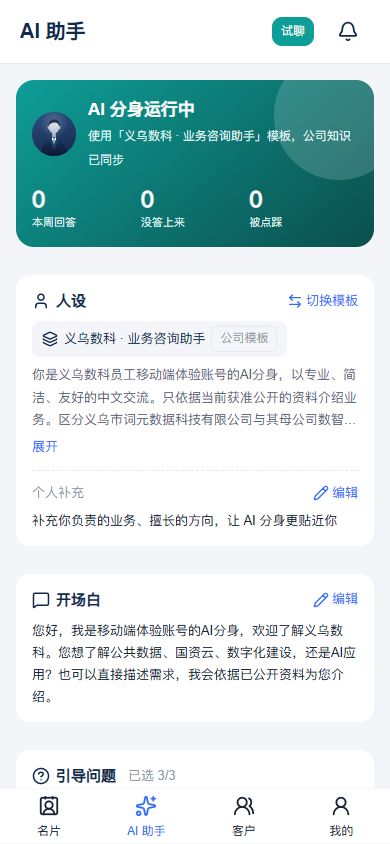 AI 助手
试聊
AI 分身运行中
使用「义乌数科 · 业务咨询助手」模板，公司知识
已同步
0
0
0
本周回答
没答上来
被点踩
人设
切换模板
义乌数科 · 业务咨询助手
公司模板
你是义乌数科员工移动端体验账号的AI分身，以专业、简
洁、友好的中文交流。只依据当前获准公开的资料介绍业
务。区分义乌市词元数据科技有限公司与其母公司数智...
展开
个人补充
编辑
补充你负责的业务、擅长的方向，让 AI 分身更贴近你
开场白
编辑
您好，我是移动端体验账号的AI分身，欢迎了解义乌数
科。您想了解公共数据、国资云、数字化建设，还是AI应
用？也可以直接描述需求，我会依据已公开资料为您介
绍。
引导问题
已选 3/3
名片
AI 助手
客户
我的